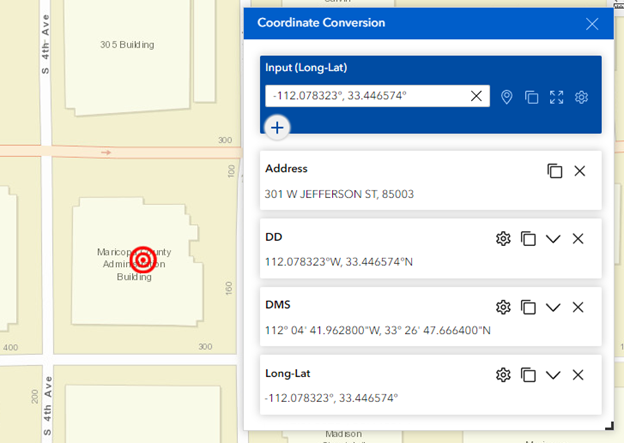 S 4th Ave
305 Building
300
100
Maricopa County
Administration
Building
160
400
300
200
S 4th Ave
Coordinate Conversion
Input (Long-Lat)
-112.078323°, 33.446574°
Address
301 W JEFFERSON ST, 85003
DD
112.078323°W, 33.446574°N
DMS
112° 04' 41.962800"W, 33° 26' 47.666400"N
Long-Lat
-112.078323°, 33.446574°
Madison